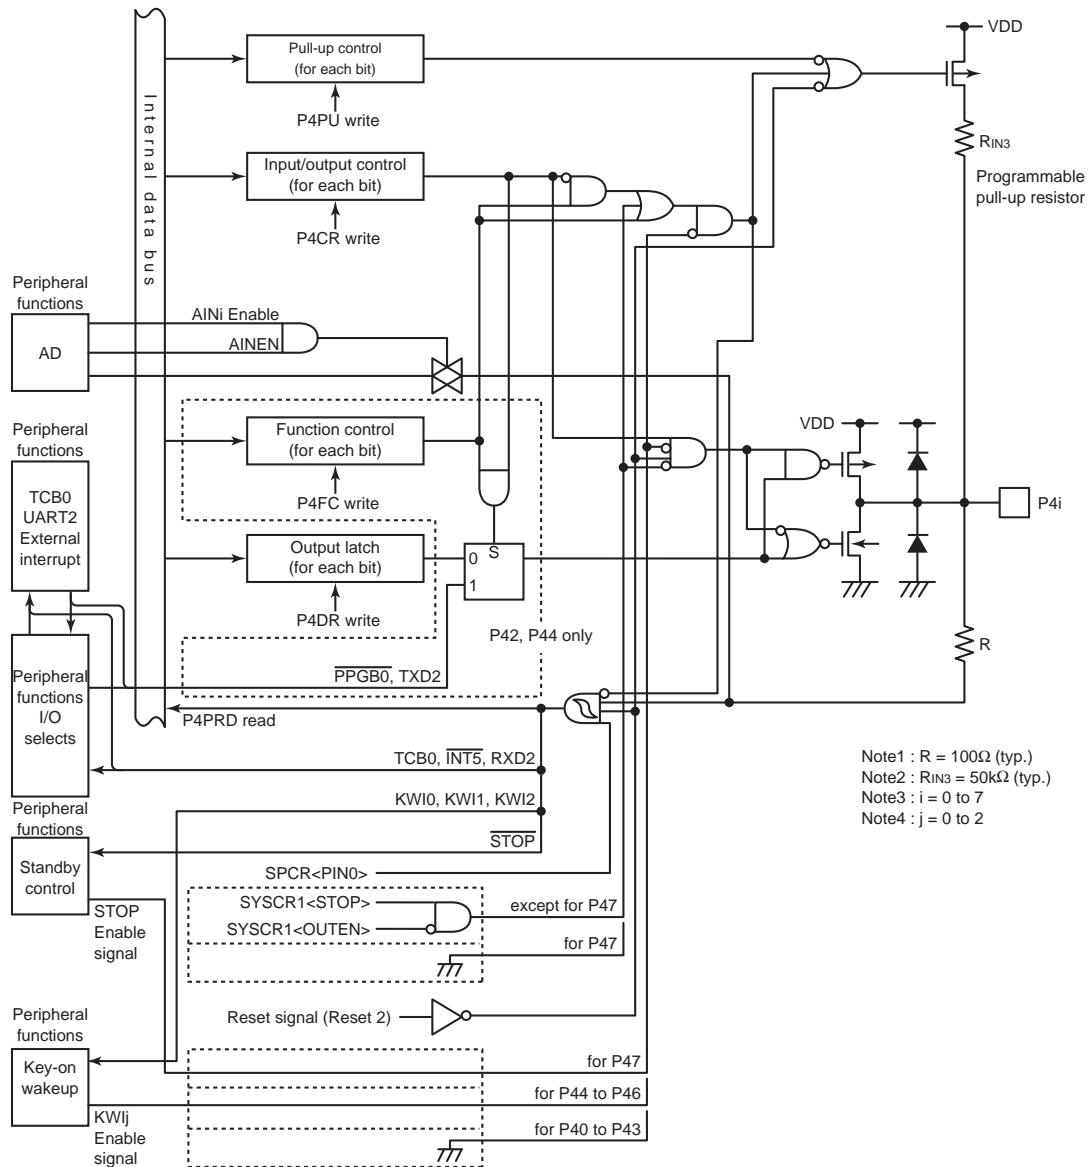 VDD
Pull-up control
(for each bit)
P4PU write
RIN3
Programmable
pull-up resistor
Internal data bus
Input/output control
(for each bit)
P4CR write
Peripheral
functions
AD
AINi Enable
AINEN
Peripheral
functions
TCB0
UART2
External
interrupt
Function control
(for each bit)
P4FC write
VDD
P4i
Output latch
(for each bit)
P4DR write
0
S
1
P42, P44 only
R
Peripheral
functions
I/O
selects
PPGB0, TXD2
P4PRD read
TCB0, INT5, RXD2
KWI0, KWI1, KWI2
STOP
Note1 : R = 100Ω (typ.)
Note2 : RIN3 = 50kΩ (typ.)
Note3 : i = 0 to 7
Note4 : j = 0 to 2
Peripheral
functions
Standby
control
STOP
Enable
signal
SPCR<PIN0>
SYSCR1<STOP>
SYSCR1<OUTEN>
except for P47
for P47
Reset signal (Reset 2)
Peripheral
functions
Key-on
wakeup
KWIj
Enable
signal
for P47
for P44 to P46
for P40 to P43